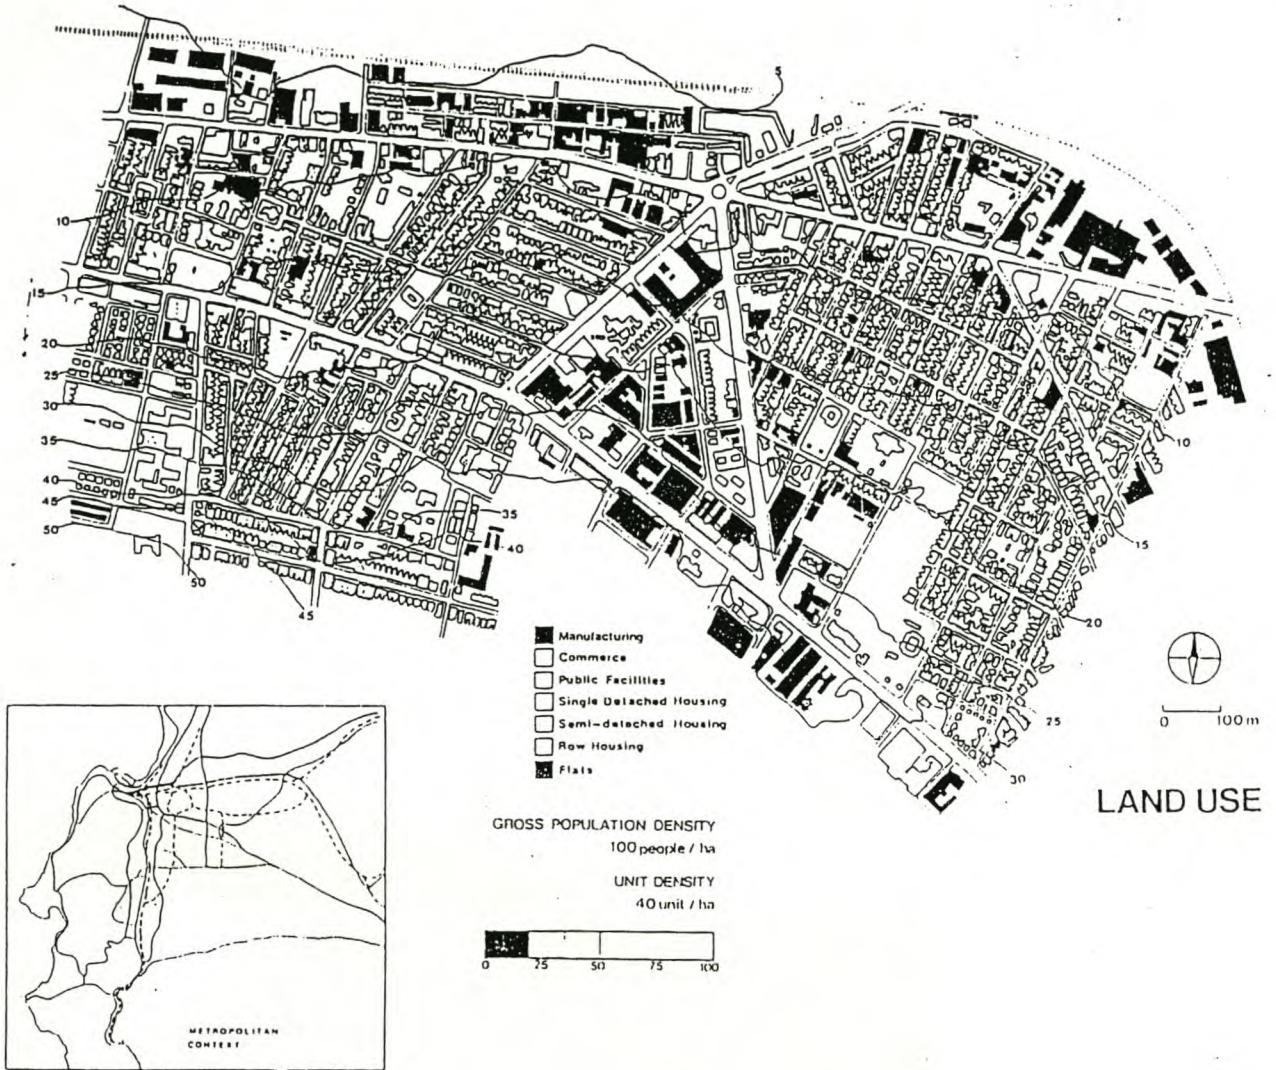 5
10
15
20
25
30
35
40
45
50
50
45
35
40
10
15
20
25
30
0 100m
Manufacturing
Commerce
Public Facilities
Single Detached Housing
Semi-detached Housing
Row Housing
Flats
LAND USE
GROSS POPULATION DENSITY
100 people / ha
UNIT DENSITY
40 unit / ha
0 25 50 75 100
METROPOLITAN
CONTEXT